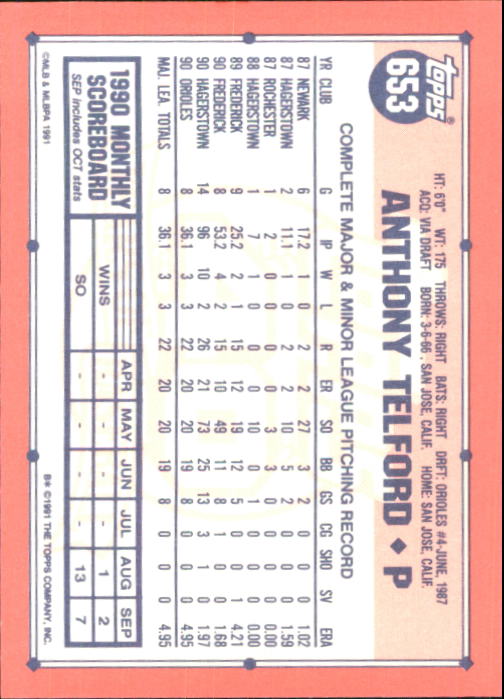 TOPPS®
653
HT: 6'0" WT: 175 THROWS: RIGHT BATS: RIGHT DRFT: ORIOLES #4-JUNE, 1987
ACQ: VIA DRAFT BORN: 3-6-66, SAN JOSE, CALIF. HOME: SAN JOSE, CALIF.
ANTHONY TELFORD ♦ P
COMPLETE MAJOR & MINOR LEAGUE PITCHING RECORD
YR CLUB G IP W L R ER SO BB GS CG SHO SV ERA
87 NEWARK 6 17.2 1 0 2 2 27 3 2 0 0 0 1.02
87 HAGERSTOWN 2 11.1 1 0 2 2 10 5 2 0 0 0 1.59
87 ROCHESTER 1 2 0 0 0 0 3 3 0 0 0 0 0.00
88 HAGERSTOWN 1 7 1 0 0 0 10 0 1 0 0 0 0.00
89 FREDERICK 9 25.2 2 1 15 12 19 12 5 0 0 1 4.21
90 FREDERICK 8 53.2 4 2 15 10 49 11 8 1 0 0 1.68
90 HAGERSTOWN 14 96 10 2 26 21 73 25 13 3 1 0 1.97
90 ORIOLES 8 36.1 3 3 22 20 20 19 8 0 0 0 4.95
MAJ. LEA. TOTALS 8 36.1 3 3 22 20 20 19 8 0 0 0 4.95
1990 MONTHLY
SCOREBOARD
SEP includes OCT stats
APR MAY JUN JUL AUG SEP
WINS - - - - 1 2
SO - - - - 13 7
©MLB & MLBPA 1991
B* ©1991 THE TOPPS COMPANY, INC.